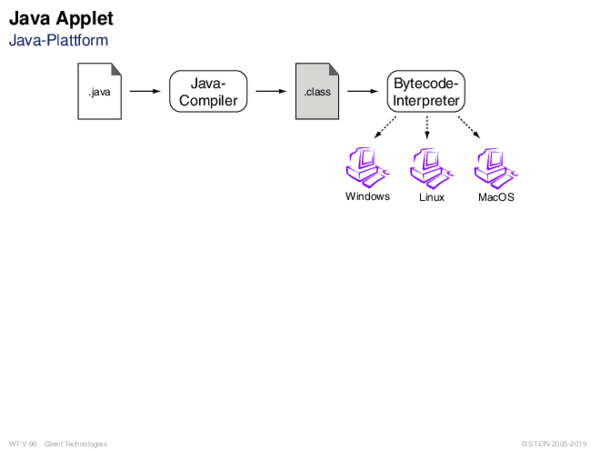 Java Applet
Java-Plattform
.java
Java-
Compiler
.class
Bytecode-
Interpreter
Windows
Linux
MacOS
WT:V-96 Client Technologies
© STEIN 2005-2019